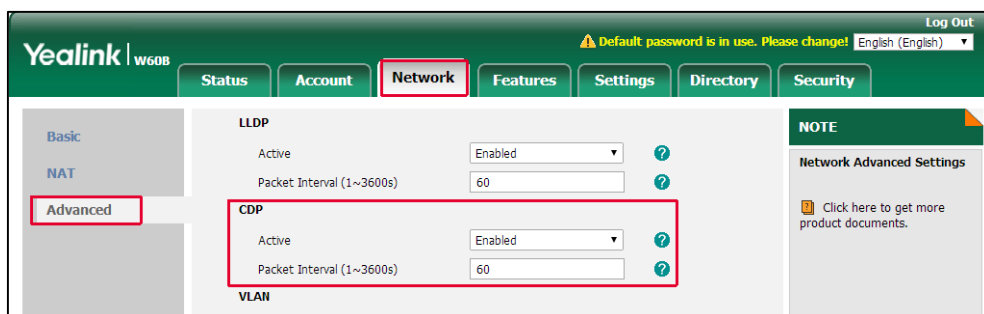 Log Out
Default password is in use. Please change! English (English)
Yealink | W60B
Status Account Network Features Settings Directory Security
Basic
NAT
Advanced
LLDP
Active Enabled ?
Packet Interval (1~3600s) 60 ?
CDP
Active Enabled ?
Packet Interval (1~3600s) 60 ?
VLAN
NOTE
Network Advanced Settings
? Click here to get more
product documents.